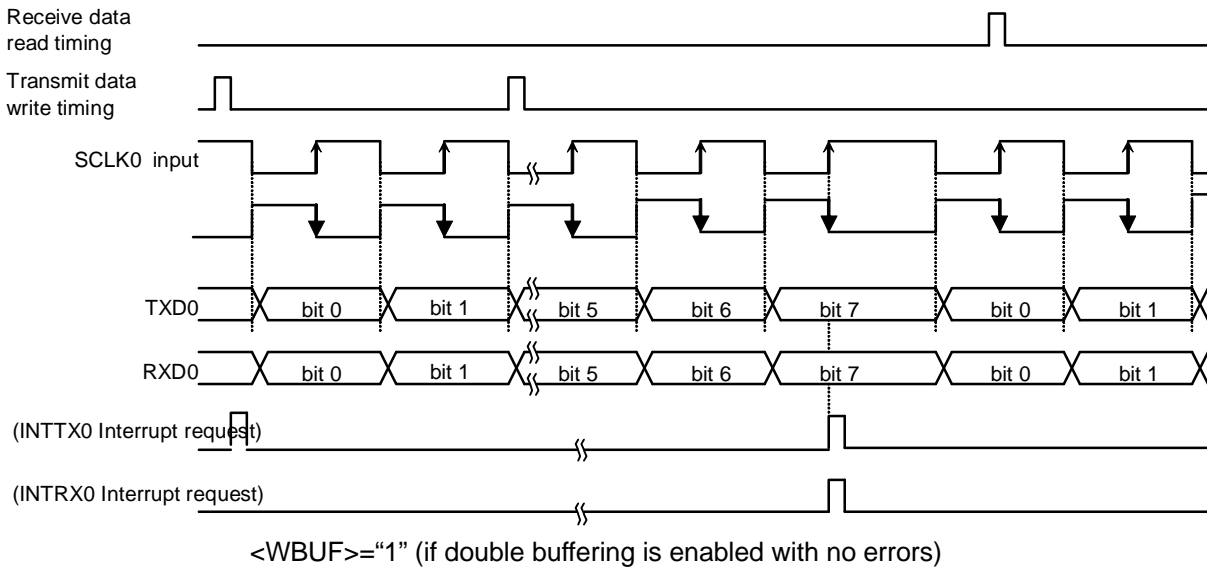 Receive data
read timing
Transmit data
write timing
SCLK0 input
TXD0
bit 0 bit 1 bit 5 bit 6 bit 7 bit 0 bit 1
RXD0
bit 0 bit 1 bit 5 bit 6 bit 7 bit 0 bit 1
(INTTX0 Interrupt request)
(INTRX0 Interrupt request)
<WBUF>=“1” (if double buffering is enabled with no errors)